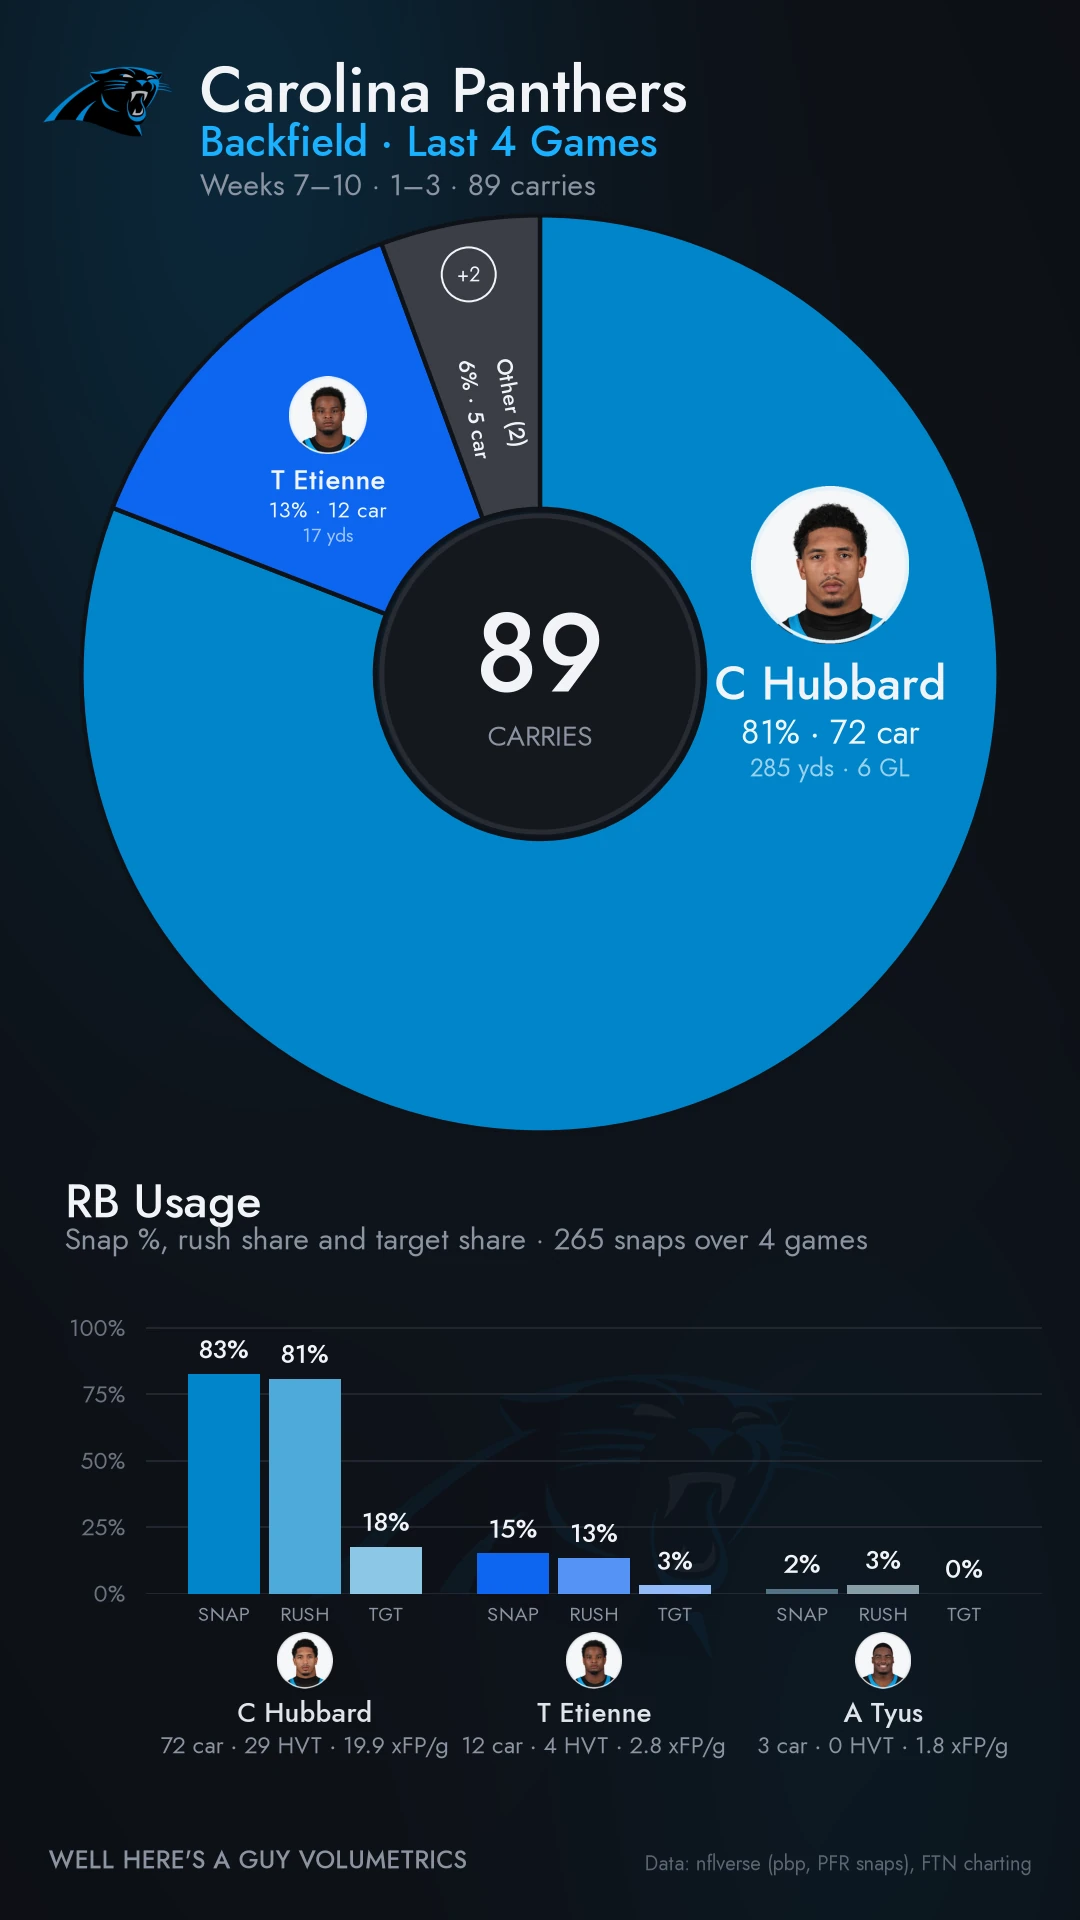 Carolina Panthers
Backfield · Last 4 Games
Weeks 7–10 · 1–3 · 89 carries
+2
Other (2)
6% · 5 car
T Etienne
13% · 12 car
17 yds
C Hubbard
81% · 72 car
285 yds · 6 GL
89
CARRIES
RB Usage
Snap %, rush share and target share · 265 snaps over 4 games
100%
75%
50%
25%
0%
83% 81% 18% 15% 13% 3% 2% 3% 0%
SNAP RUSH TGT SNAP RUSH TGT SNAP RUSH TGT
C Hubbard T Etienne A Tyus
72 car · 29 HVT · 19.9 xFP/g 12 car · 4 HVT · 2.8 xFP/g 3 car · 0 HVT · 1.8 xFP/g
WELL HERE'S A GUY VOLUMETRICS
Data: nflverse (pbp, PFR snaps), FTN charting